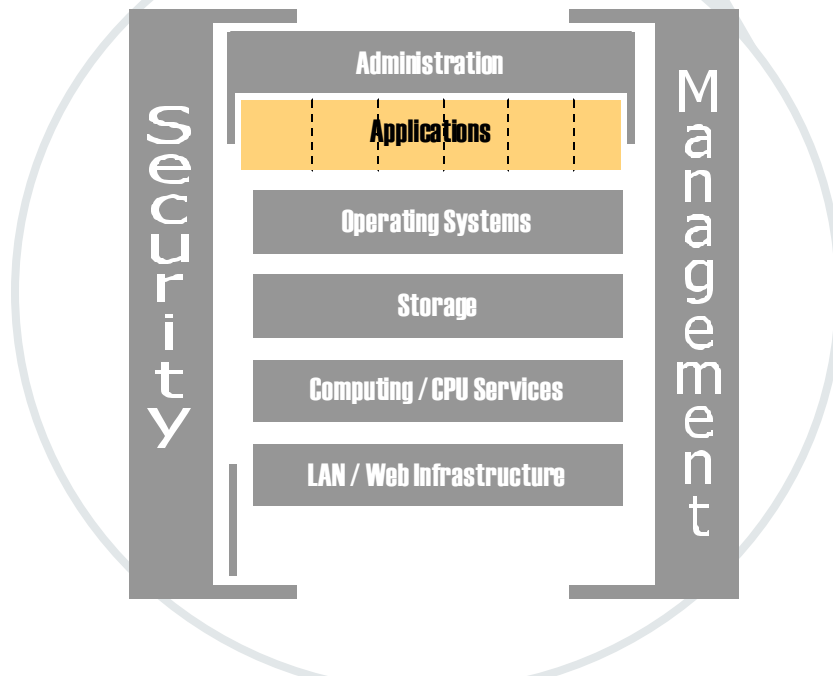 Security
Administration
Applications
Operating Systems
Storage
Computing / CPU Services
LAN / Web Infrastructure
Management